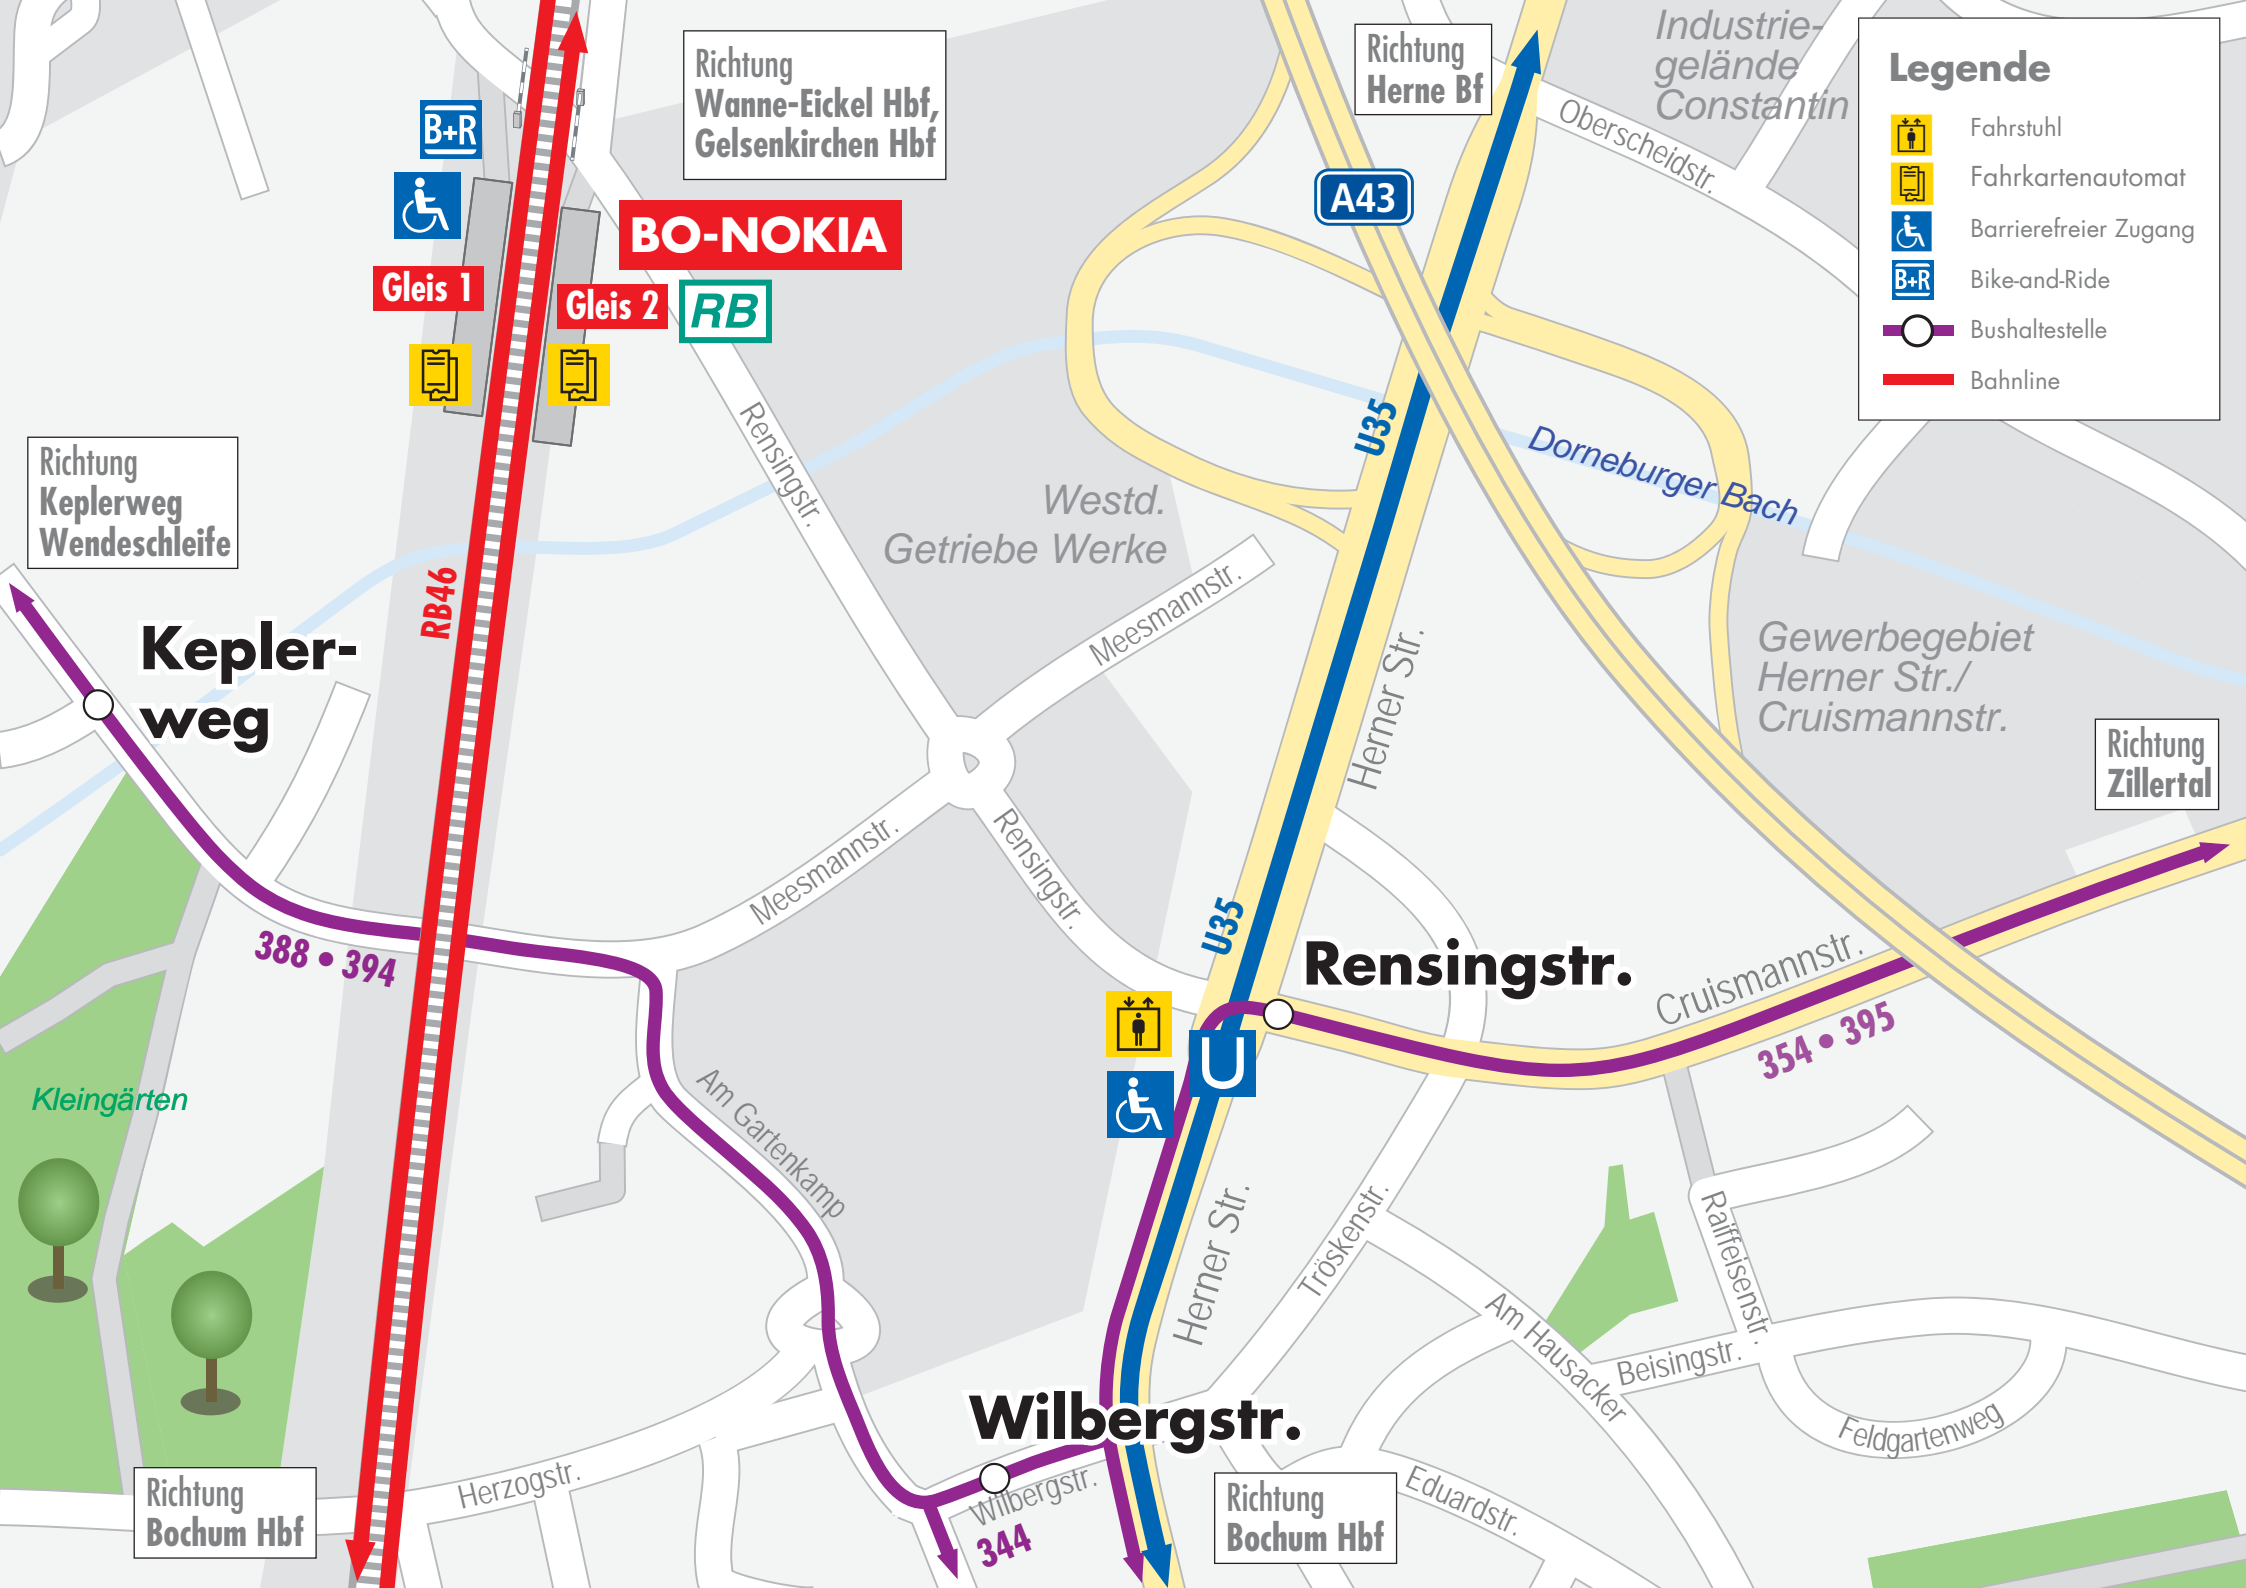 Richtung
Wanne-Eickel Hbf,
Gelsenkirchen Hbf
Richtung
Herne Bf
Industrie-
gelände
Constantin
Oberscheidstr.
Legende
Fahrstuhl
Fahrkartenautomat
Barrierefreier Zugang
B+R
Bike-and-Ride
Bushaltestelle
Bahnline
B+R
A43
BO-NOKIA
Gleis 1
Gleis 2
RB
Rensingstr.
U35
Dorneburger Bach
Richtung
Keplerweg
Wendeschleife
Westd.
Getriebe Werke
RB46
Meesmannstr.
Kepler-
weg
Herner Str.
Gewerbegebiet
Herner Str./
Cruismannstr.
Richtung
Zillertal
Meesmannstr.
Rensingstr.
U35
388 • 394
Rensingstr.
Cruismannstr.
354 • 395
U
Kleingärten
Am Gartenkamp
Herner Str.
Tröskenstr.
Raiffeisenstr.
Am Hausacker
Beisingstr.
Feldgartenweg
Wilbergstr.
Herzogstr.
Wilbergstr.
344
Eduardstr.
Richtung
Bochum Hbf
Richtung
Bochum Hbf